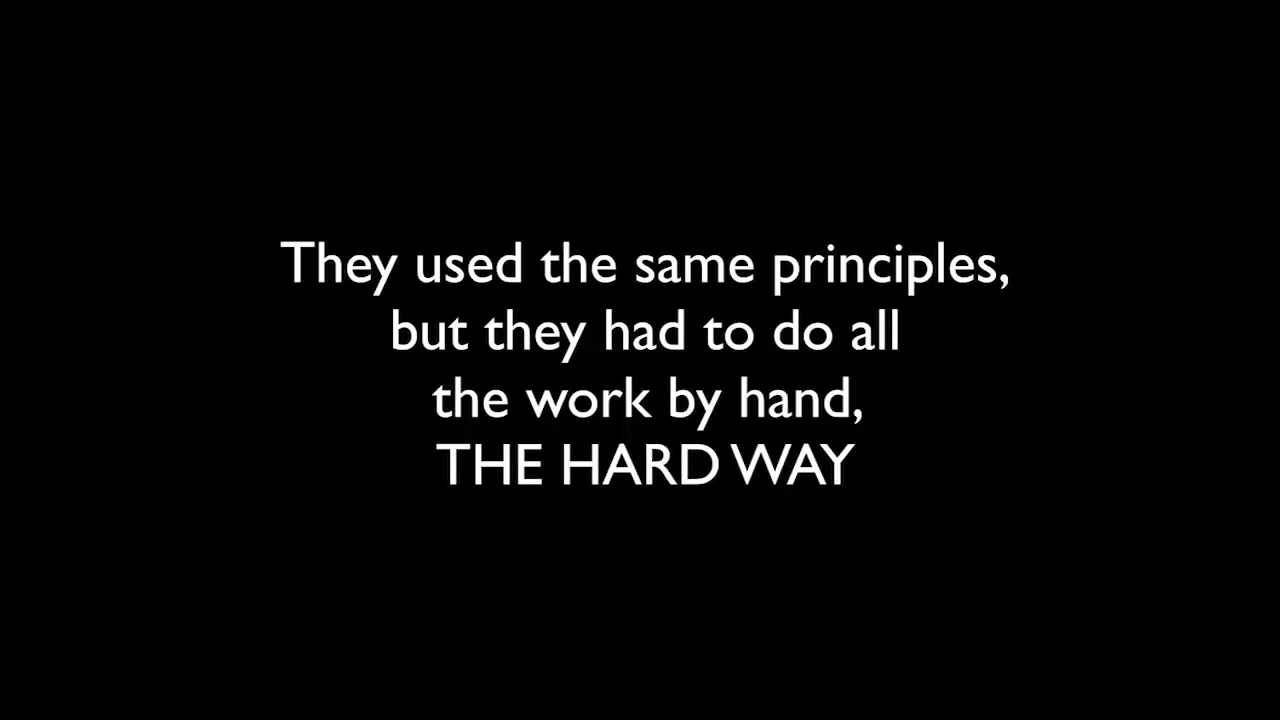 They used the same principles,
but they had to do all
the work by hand,
THE HARD WAY